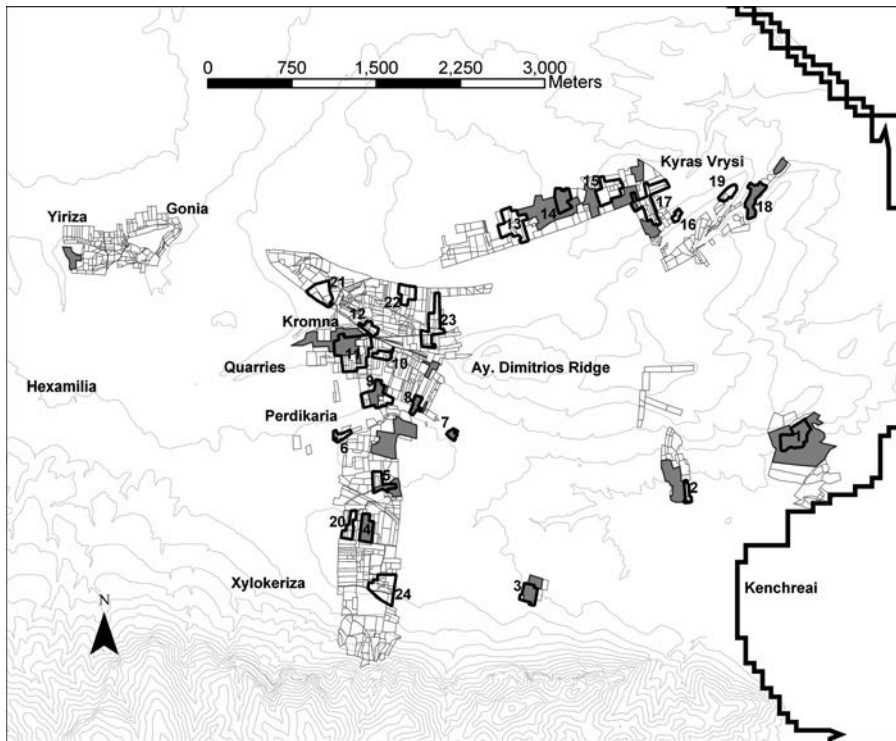 0 750 1,500 2,250 3,000
Meters
Kyras Vrysi
15
19
Gonia
Yiriza
14
17
18
13
16
21
22
12
23
Kromna
11
10
Quarries
Ay. Dimitrios Ridge
Hexamilia
9
8
Perdikaria
7
6
1
5
2
20
4
Xylokeriza
3
24
Kenchreai
N